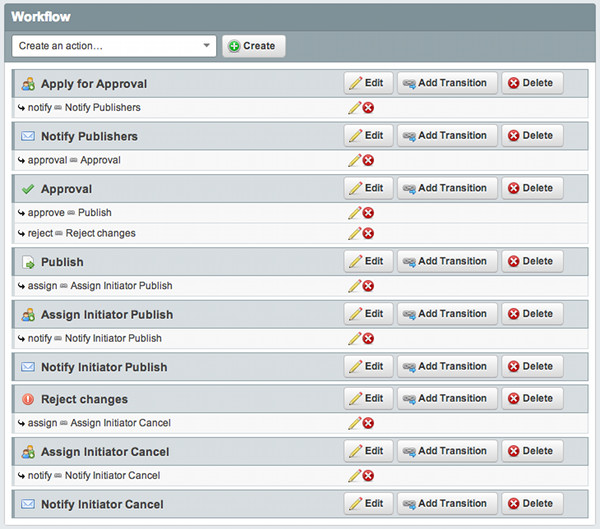 Workflow
Create an action... Create
Apply for Approval Edit Add Transition Delete
notify Notify Publishers
Notify Publishers Edit Add Transition Delete
approval Approval
Approval Edit Add Transition Delete
approve Publish
reject Reject changes
Publish Edit Add Transition Delete
assign Assign Initiator Publish
Assign Initiator Publish Edit Add Transition Delete
notify Notify Initiator Publish
Notify Initiator Publish Edit Add Transition Delete
Reject changes Edit Add Transition Delete
assign Assign Initiator Cancel
Assign Initiator Cancel Edit Add Transition Delete
notify Notify Initiator Cancel
Notify Initiator Cancel Edit Add Transition Delete